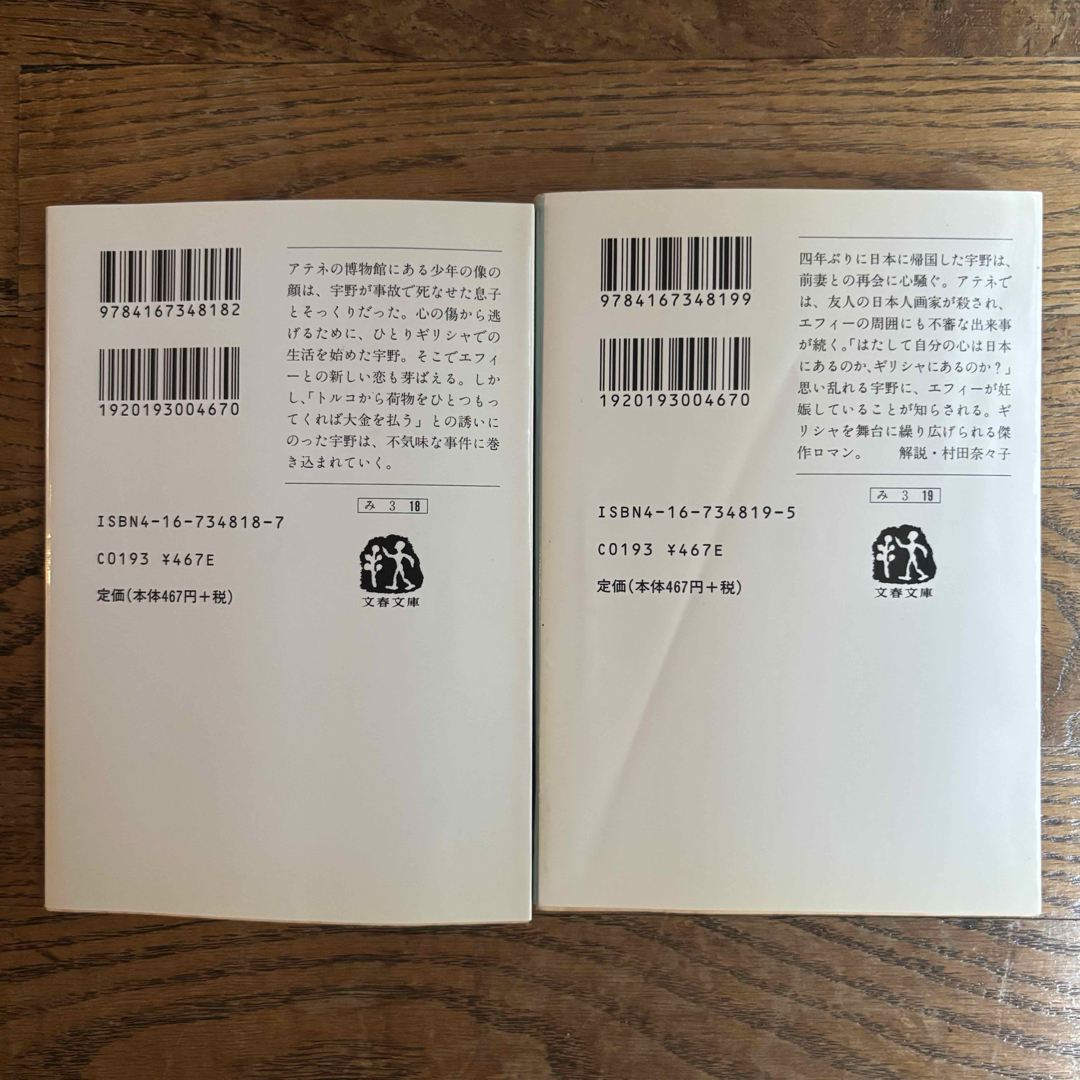 9784167348182
1920193004670
アテネの博物館にある少年の像の
顔は、宇野が事故で死なせた息子
とそっくりだった。心の傷から逃
げるために、ひとりギリシャでの
生活を始めた宇野。そこでエフィ
ーとの新しい恋も芽ばえる。しか
し、「トルコから荷物をひとつもっ
てくれば大金を払う」との誘いに
のった宇野は、不気味な事件に巻
き込まれていく。
み 3 18
ISBN4-16-734818-7
C0193 ¥467E
定価(本体467円+税)
文春文庫
9784167348199
1920193004670
四年ぶりに日本に帰国した宇野は、
前妻との再会に心騒ぐ。アテネで
は、友人の日本人画家が殺され、
エフィーの周囲にも不審な出来事
が続く。「はたして自分の心は日本
にあるのか、ギリシャにあるのか?」
思い乱れる宇野に、エフィーが妊
娠していることが知らされる。ギ
リシャを舞台に繰り広げられる傑
作ロマン。 解説・村田奈々子
み 3 19
ISBN4-16-734819-5
C0193 ¥467E
定価(本体467円+税)
文春文庫